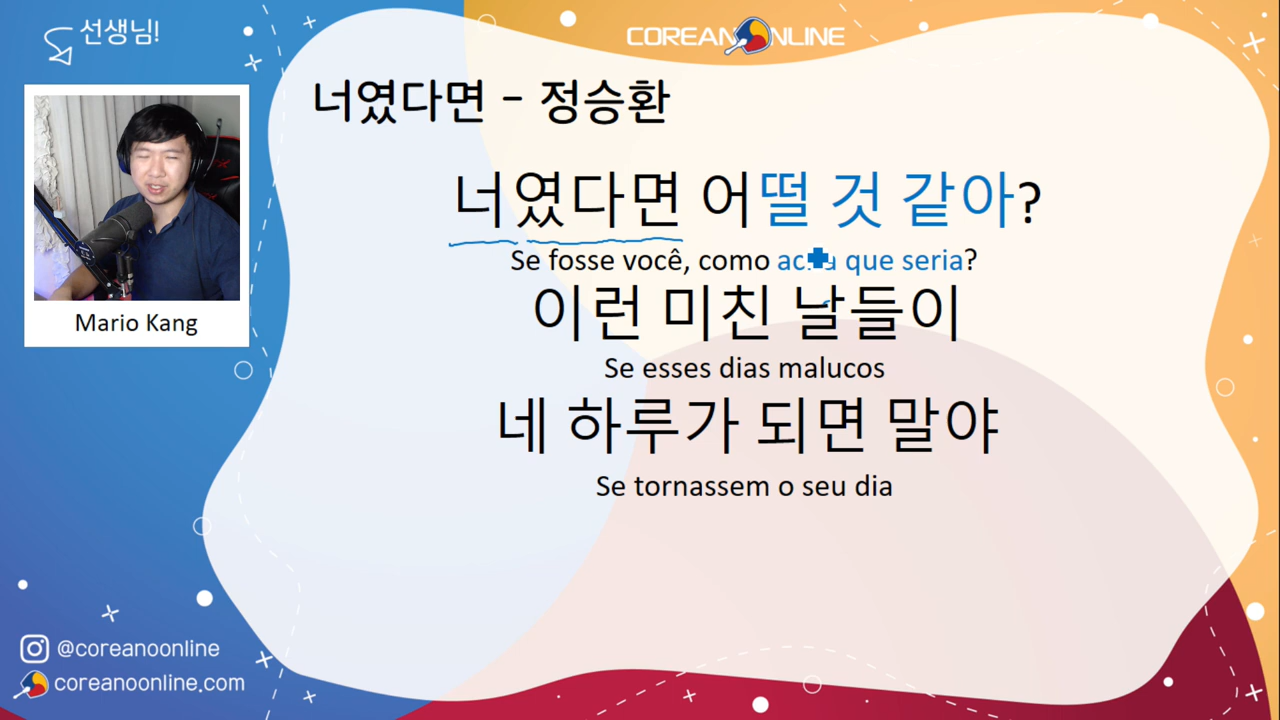 선생님!
COREANONLINE
Mario Kang
너였다면 - 정승환
너였다면 어떨 것 같아?
Se fosse você, como que seria?
이런 미친 날들이
Se esses dias malucos
네 하루가 되면 말야
Se tornassem o seu dia
@coreanoonline
coreanoonline.com